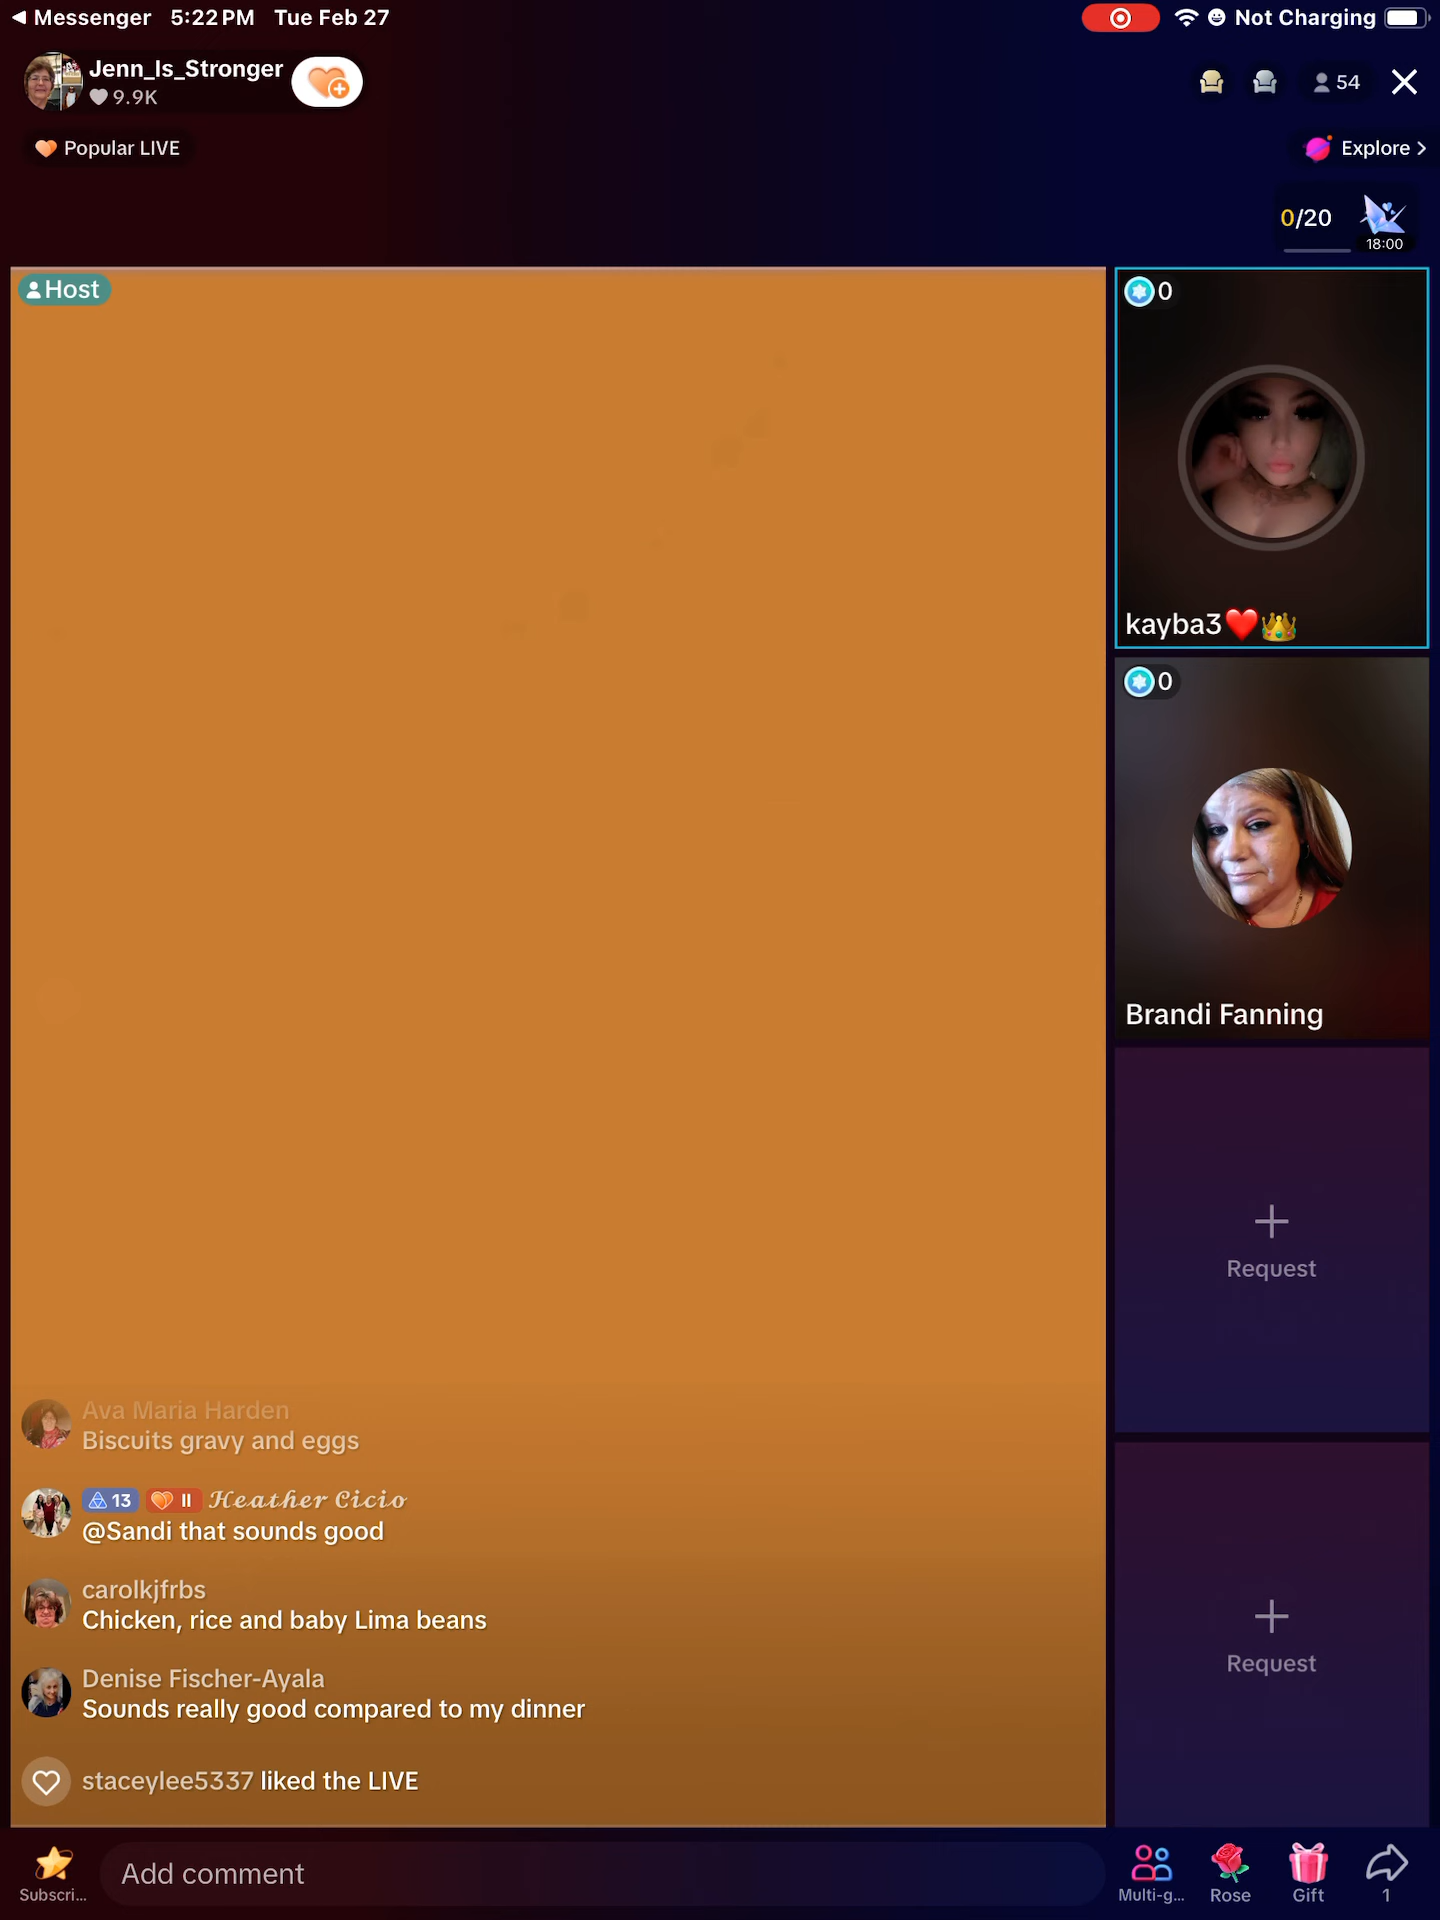 Messenger 5:22 PM Tue Feb 27
Not Charging
Jenn_Is_Stronger
9.9K
54
Popular LIVE
Explore >
0/20
18:00
Host
0
kayba3❤️👑
0
Brandi Fanning
Request
Request
Ava Maria Harden
Biscuits gravy and eggs
13 II 𝓗𝓮𝓪𝓽𝓱𝓮𝓻 𝓒𝓲𝓬𝓲𝓸
@Sandi that sounds good
carolkjfrbs
Chicken, rice and baby Lima beans
Denise Fischer-Ayala
Sounds really good compared to my dinner
staceylee5337 liked the LIVE
Subscri...
Add comment
Multi-g...
Rose
Gift
1